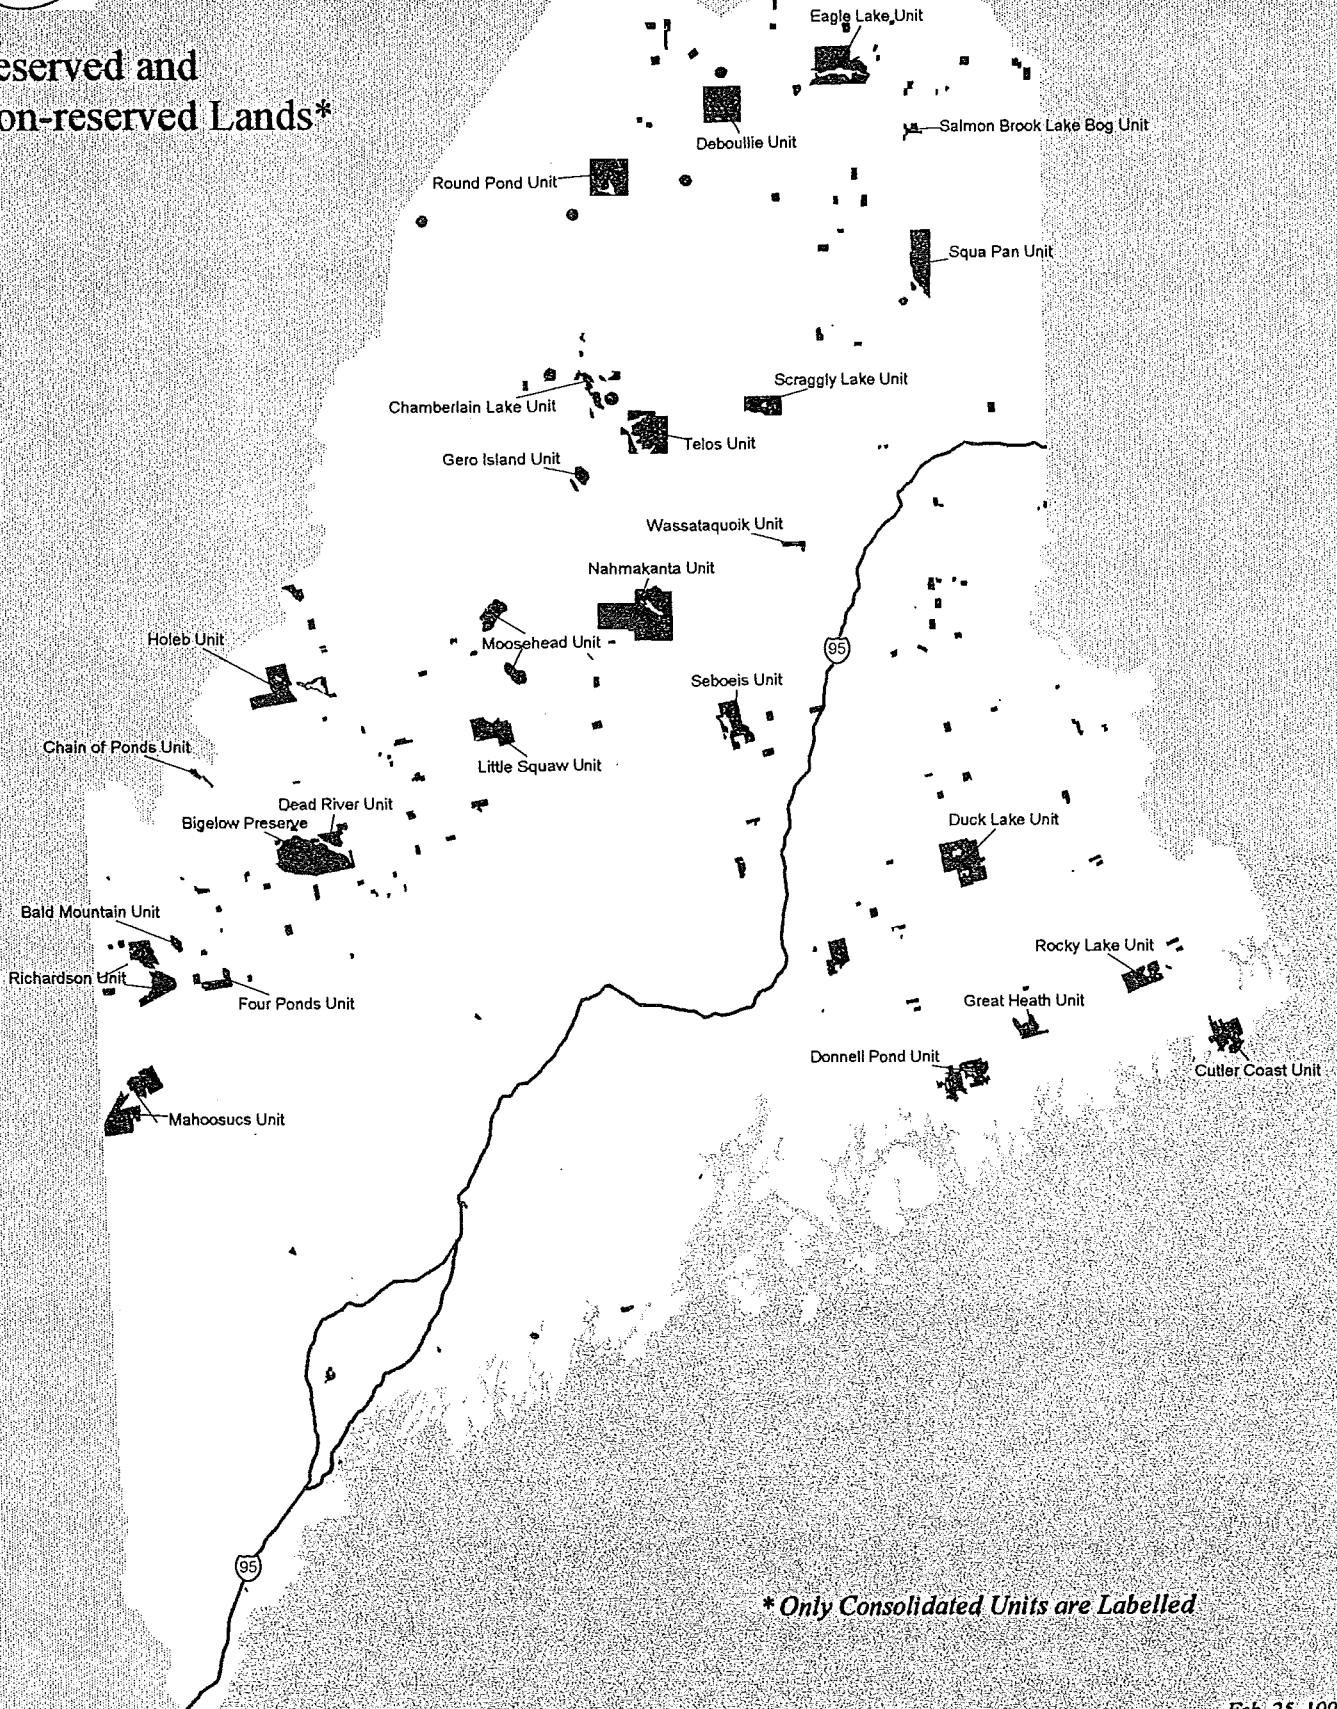 Eagle Lake Unit
eserved and
on-reserved Lands*
Salmon Brook Lake Bog Unit
Deboullie Unit
Round Pond Unit
Squa Pan Unit
Scraggly Lake Unit
Chamberlain Lake Unit
Telos Unit
Gero Island Unit
Wassataquoik Unit
Nahmakanta Unit
Holeb Unit
Moosehead Unit
95
Seboeis Unit
Chain of Ponds Unit
Little Squaw Unit
Dead River Unit
Bigelow Preserve
Duck Lake Unit
Bald Mountain Unit
Rocky Lake Unit
Richardson Unit
Four Ponds Unit
Great Heath Unit
Donnell Pond Unit
Cutler Coast Unit
Mahoosucs Unit
95
* Only Consolidated Units are Labelled
Feb. 25, 199